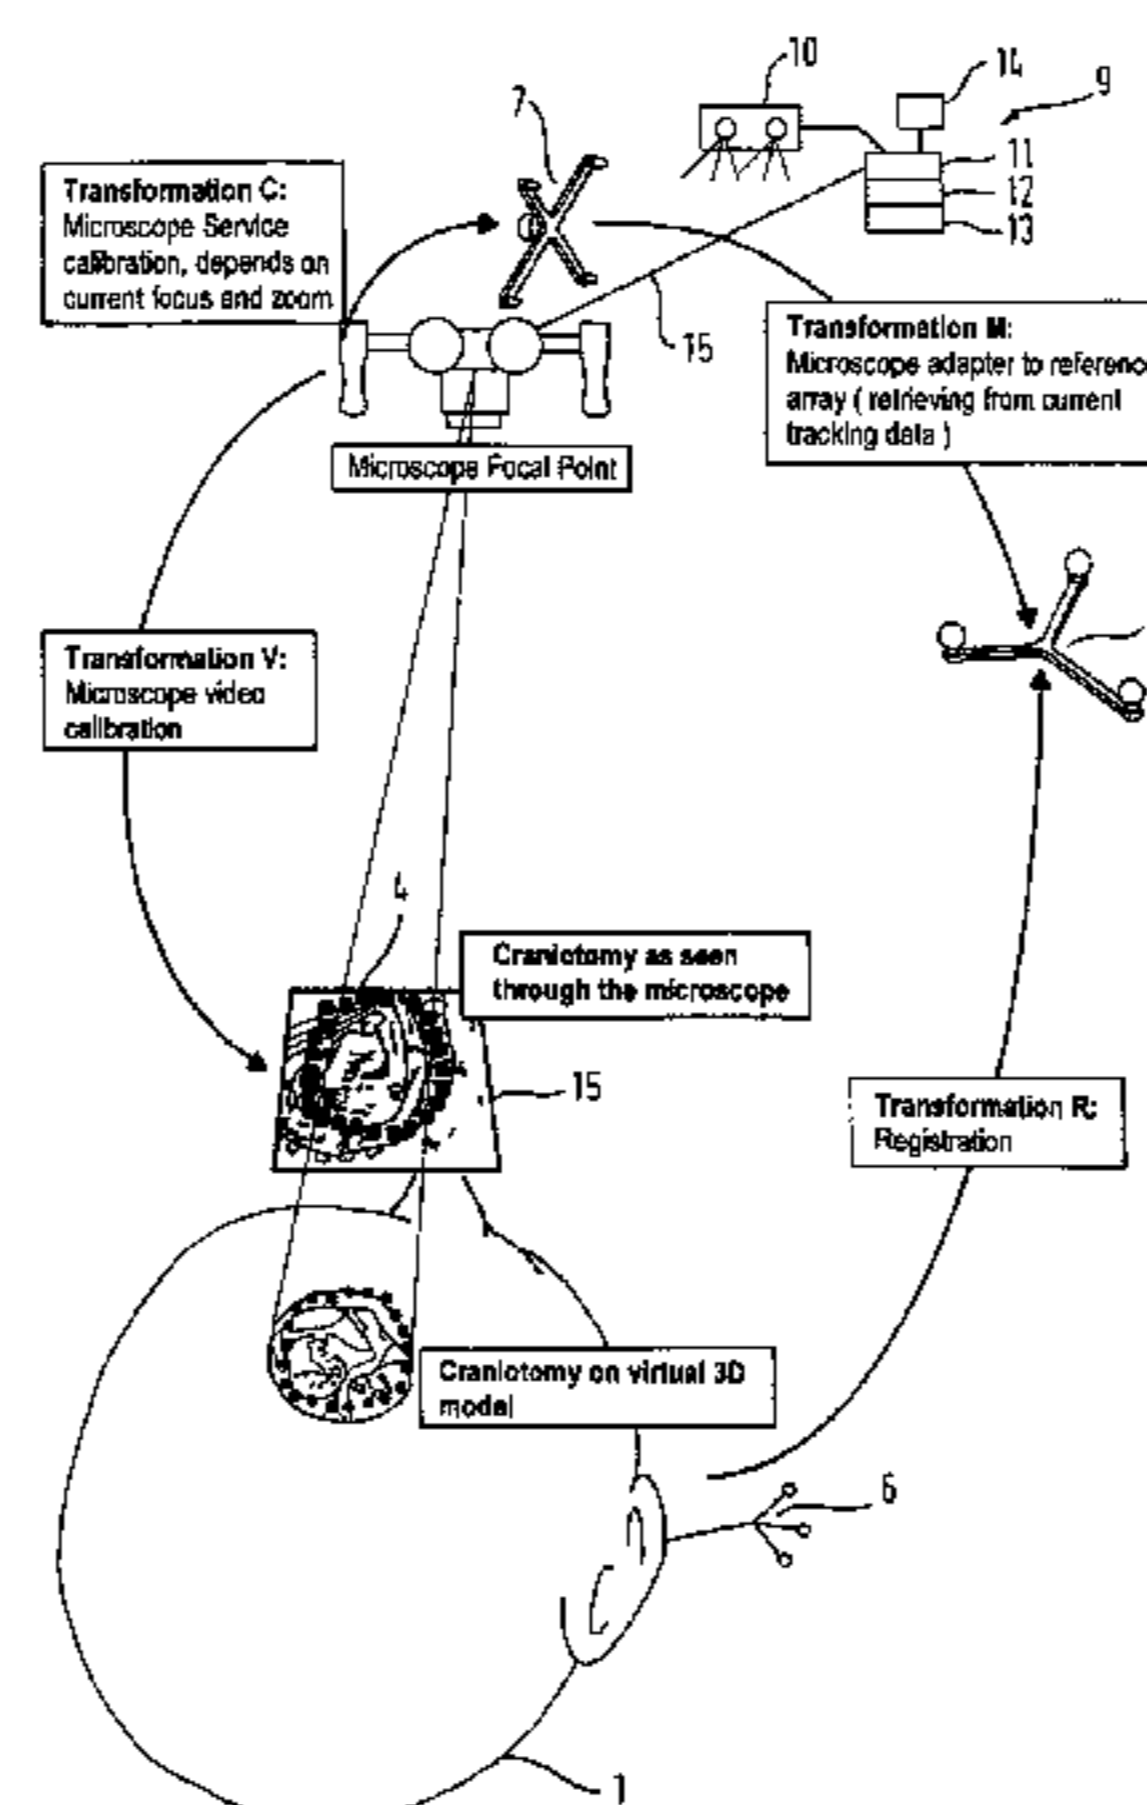 10
14
9
7
11
12
13
Transformation C:
Microscope Service
calibration, depends on
current focus and zoom
15
Transformation M:
Microscope adapter to reference
array ( retrieving from current
tracking data )
Microscope Focal Point
Transformation V:
Microscope video
calibration
4
Craniotomy as seen
through the microscope
15
Transformation R:
Registration
Craniotomy on virtual 3D
model
6
1